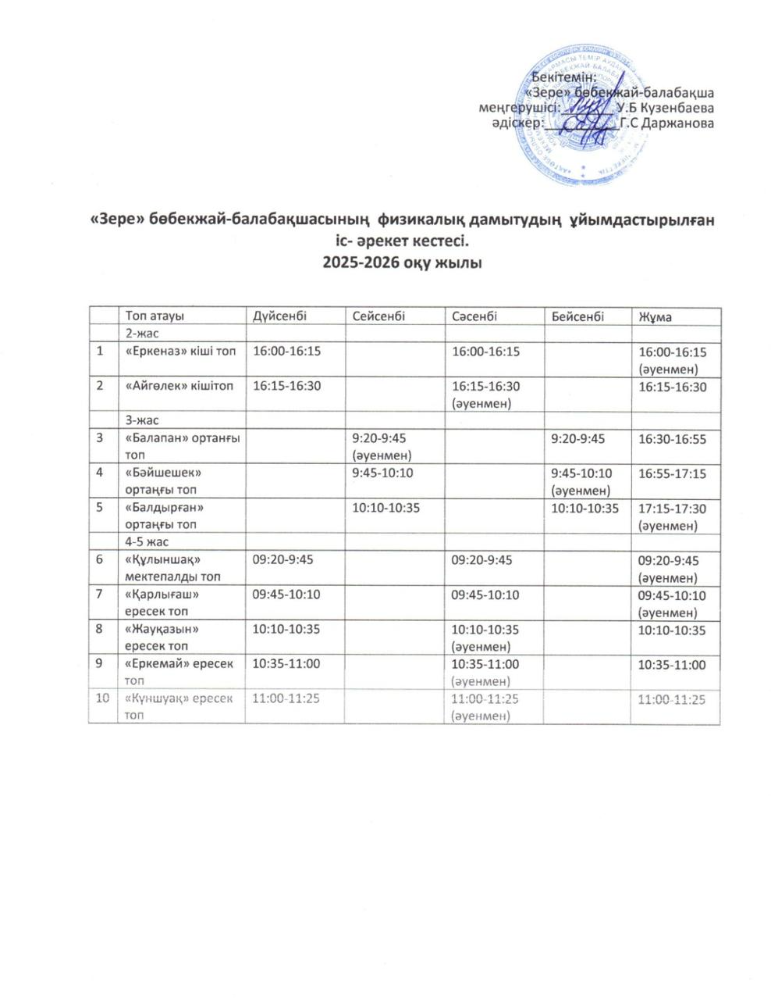 Бекітемін:
«Зере» бөбекжай-балабақша
меңгерушісі:________ У.Б Кузенбаева
әдіскер:___________Г.С Даржанова
«Зере» бөбекжай-балабақшасының физикалық дамытудың ұйымдастырылған
іс- әрекет кестесі.
2025-2026 оқу жылы
Топ атауы Дүйсенбі Сейсенбі Сәсенбі Бейсенбі Жұма
2-жас
1 «Еркеназ» кіші топ 16:00-16:15 16:00-16:15 16:00-16:15
(әуенмен)
2 «Айгөлек» кішітоп 16:15-16:30 16:15-16:30 16:15-16:30
(әуенмен)
3-жас
3 «Балапан» ортанғы 9:20-9:45 9:20-9:45 16:30-16:55
топ (әуенмен)
4 «Бәйшешек» 9:45-10:10 9:45-10:10 16:55-17:15
ортаңғы топ (әуенмен)
5 «Балдырған» 10:10-10:35 10:10-10:35 17:15-17:30
ортаңғы топ (әуенмен)
4-5 жас
6 «Құлыншақ» 09:20-9:45 09:20-9:45 09:20-9:45
мектепалды топ (әуенмен)
7 «Қарлығаш» 09:45-10:10 09:45-10:10 09:45-10:10
ересек топ (әуенмен)
8 «Жауқазын» 10:10-10:35 10:10-10:35 10:10-10:35
ересек топ (әуенмен)
9 «Еркемай» ересек 10:35-11:00 10:35-11:00 10:35-11:00
топ (әуенмен)
10 «Күншуақ» ересек 11:00-11:25 11:00-11:25 11:00-11:25
топ (әуенмен)